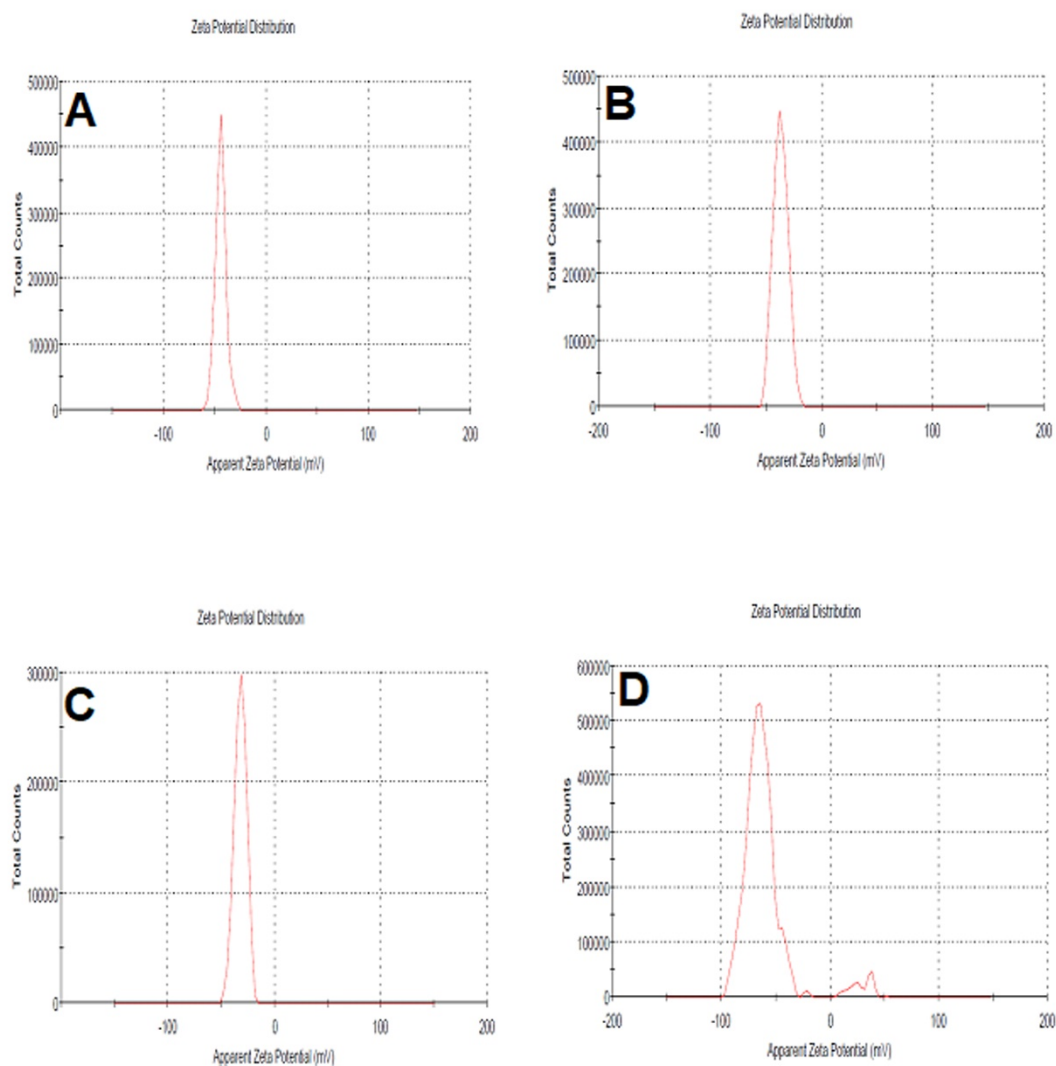 Zeta Potential Distribution
A
500000
400000
300000
200000
100000
0
Total Counts
-100 0 100 200
Apparent Zeta Potential (mV)
Zeta Potential Distribution
B
500000
400000
300000
200000
100000
0
Total Counts
-200 -100 0 100 200
Apparent Zeta Potential (mV)
Zeta Potential Distribution
C
300000
200000
100000
0
Total Counts
-100 0 100 200
Apparent Zeta Potential (mV)
Zeta Potential Distribution
D
600000
500000
400000
300000
200000
100000
0
Total Counts
-200 -100 0 100 200
Apparent Zeta Potential (mV)